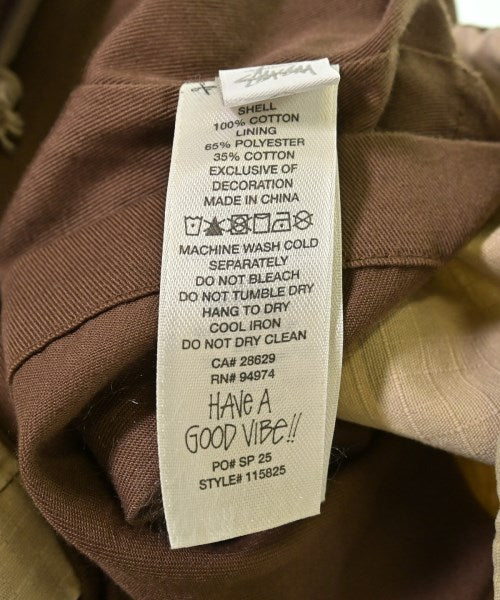 Stüssy
SHELL
100% COTTON
LINING
65% POLYESTER
35% COTTON
EXCLUSIVE OF
DECORATION
MADE IN CHINA
MACHINE WASH COLD
SEPARATELY
DO NOT BLEACH
DO NOT TUMBLE DRY
HANG TO DRY
COOL IRON
DO NOT DRY CLEAN
CA# 28629
RN# 94974
HAVE A
GOOD VIBE!!
PO# SP 25
STYLE# 115825